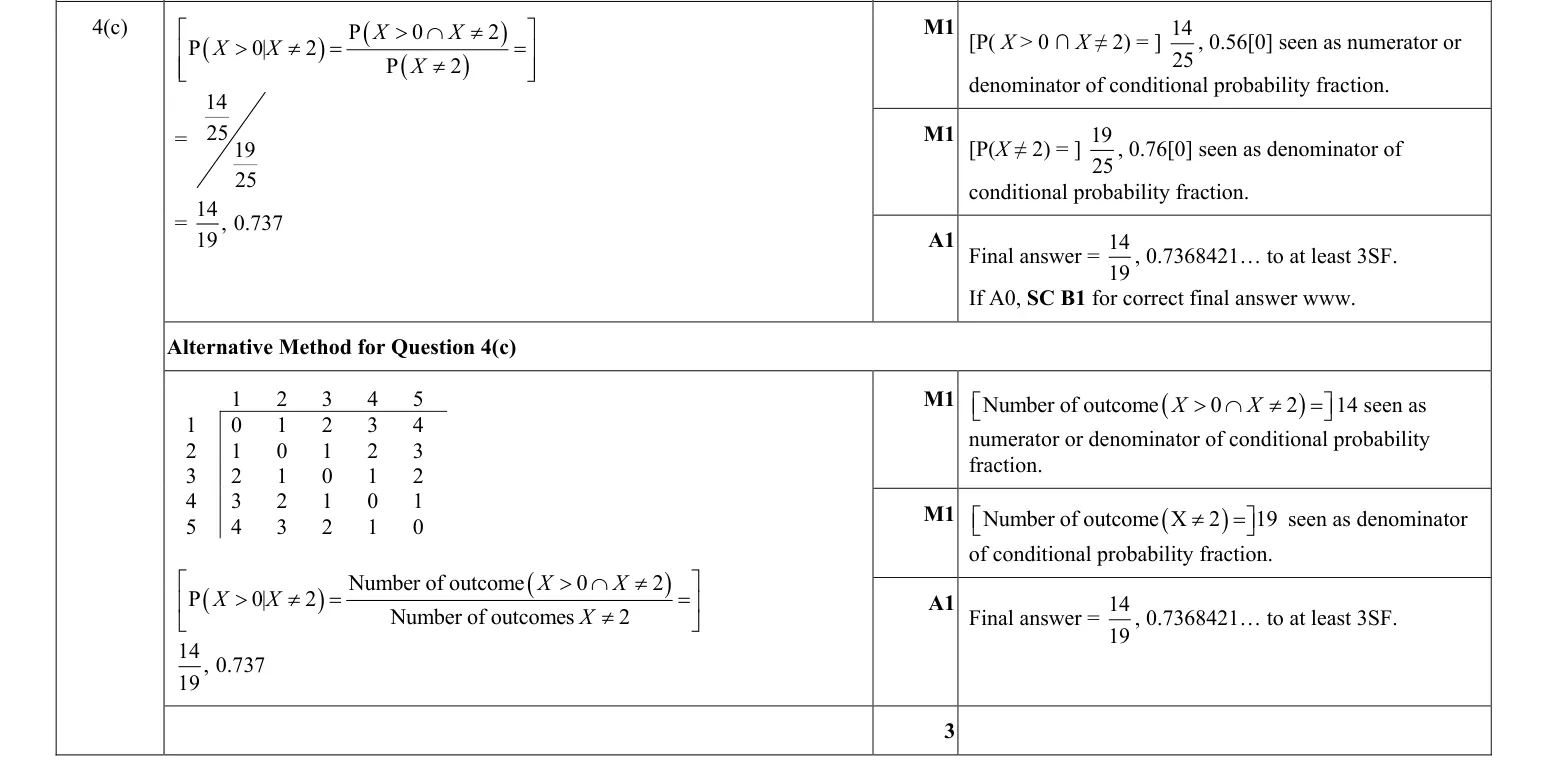 4(c)
[P(X > 0|X ≠ 2) = P(X > 0 ∩ X ≠ 2) / P(X ≠ 2) =]
= 14/25 / 19/25
= 14/19, 0.737
M1
[P( X > 0 ∩ X ≠ 2) = ] 14/25, 0.56[0] seen as numerator or
denominator of conditional probability fraction.
M1
[P(X ≠ 2) = ] 19/25, 0.76[0] seen as denominator of
conditional probability fraction.
A1
Final answer = 14/19, 0.7368421… to at least 3SF.
If A0, SC B1 for correct final answer www.
Alternative Method for Question 4(c)
1 2 3 4 5
1 0 1 2 3 4
2 1 0 1 2 3
3 2 1 0 1 2
4 3 2 1 0 1
5 4 3 2 1 0
[P(X > 0|X ≠ 2) = Number of outcome(X > 0 ∩ X ≠ 2) / Number of outcomes X ≠ 2 =]
14/19, 0.737
M1
[Number of outcome(X > 0 ∩ X ≠ 2) =]14 seen as
numerator or denominator of conditional probability
fraction.
M1
[Number of outcome(X ≠ 2) =]19 seen as denominator
of conditional probability fraction.
A1
Final answer = 14/19, 0.7368421… to at least 3SF.
3